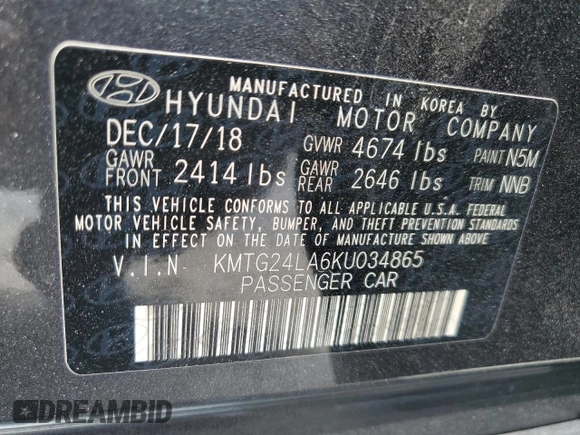 MANUFACTURED IN KOREA BY
HYUNDAI MOTOR COMPANY
DEC/17/18 GVWR 4674 lbs PAINT N5M
GAWR FRONT 2414 lbs GAWR REAR 2646 lbs TRIM NNB
THIS VEHICLE CONFORMS TO ALL APPLICABLE U.S.A. FEDERAL
MOTOR VEHICLE SAFETY, BUMPER, AND THEFT PREVENTION STANDARDS
IN EFFECT ON THE DATE OF MANUFACTURE SHOWN ABOVE
V.I.N KMTG24LA6KU034865
PASSENGER CAR
DREAMBID